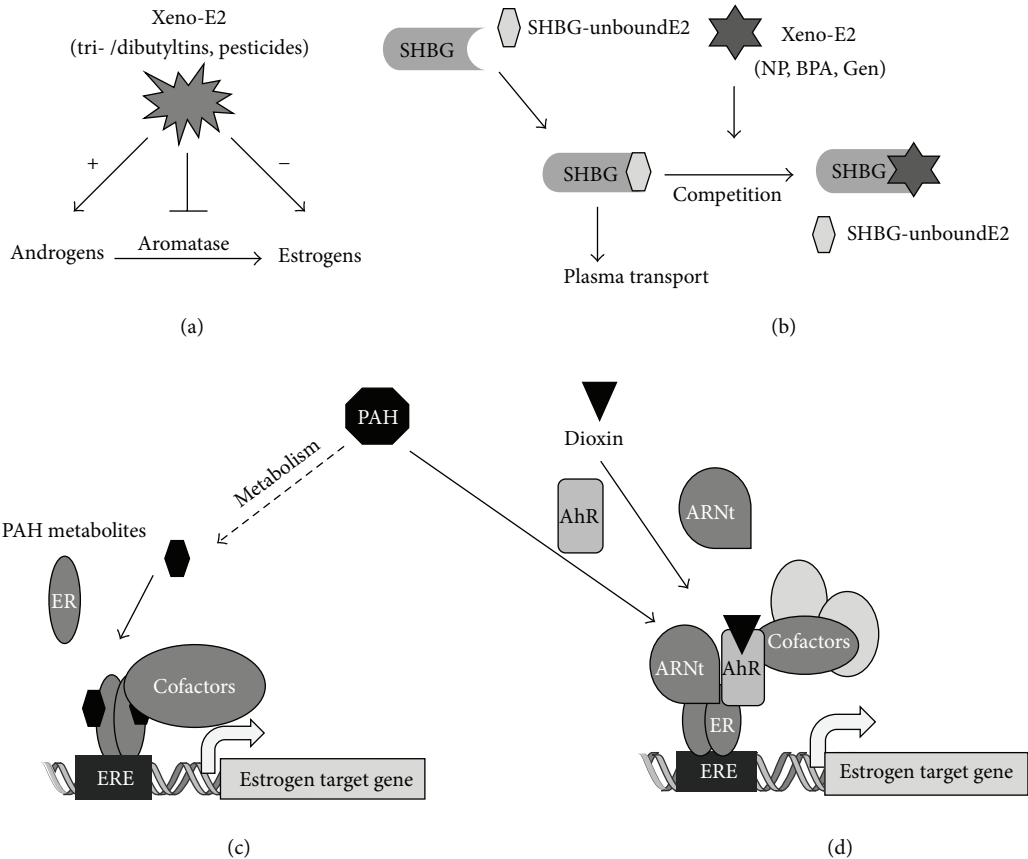 Xeno-E2
(tri- /dibutyltins, pesticides)
+
−
Androgens
Aromatase
Estrogens
(a)
SHBG
SHBG-unboundE2
Xeno-E2
(NP, BPA, Gen)
SHBG
Competition
SHBG
SHBG-unboundE2
Plasma transport
(b)
PAH
Metabolism
PAH metabolites
ER
Cofactors
ERE
Estrogen target gene
(c)
Dioxin
AhR
ARNt
ARNt
AhR
Cofactors
ER
ERE
Estrogen target gene
(d)